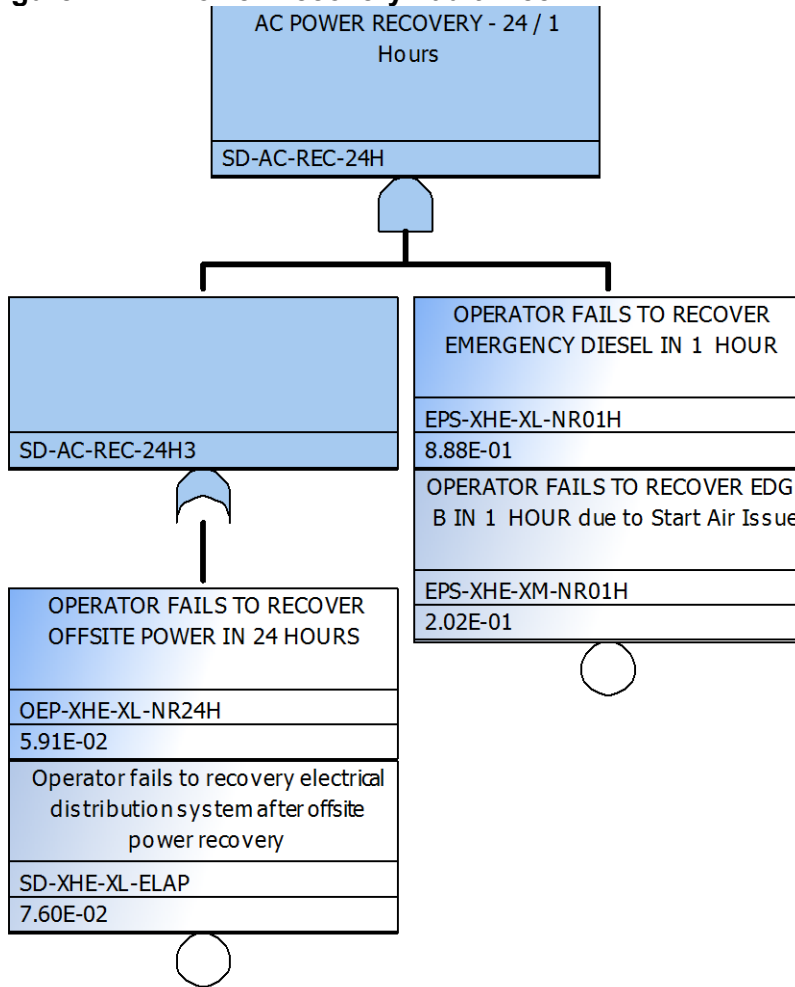 AC POWER RECOVERY - 24 / 1
Hours
SD-AC-REC-24H
SD-AC-REC-24H3
OPERATOR FAILS TO RECOVER
EMERGENCY DIESEL IN 1 HOUR
EPS-XHE-XL-NR01H
8.88E-01
OPERATOR FAILS TO RECOVER EDG
B IN 1 HOUR due to Start Air Issue
EPS-XHE-XM-NR01H
2.02E-01
OPERATOR FAILS TO RECOVER
OFFSITE POWER IN 24 HOURS
OEP-XHE-XL-NR24H
5.91E-02
Operator fails to recovery electrical
distribution system after offsite
power recovery
SD-XHE-XL-ELAP
7.60E-02